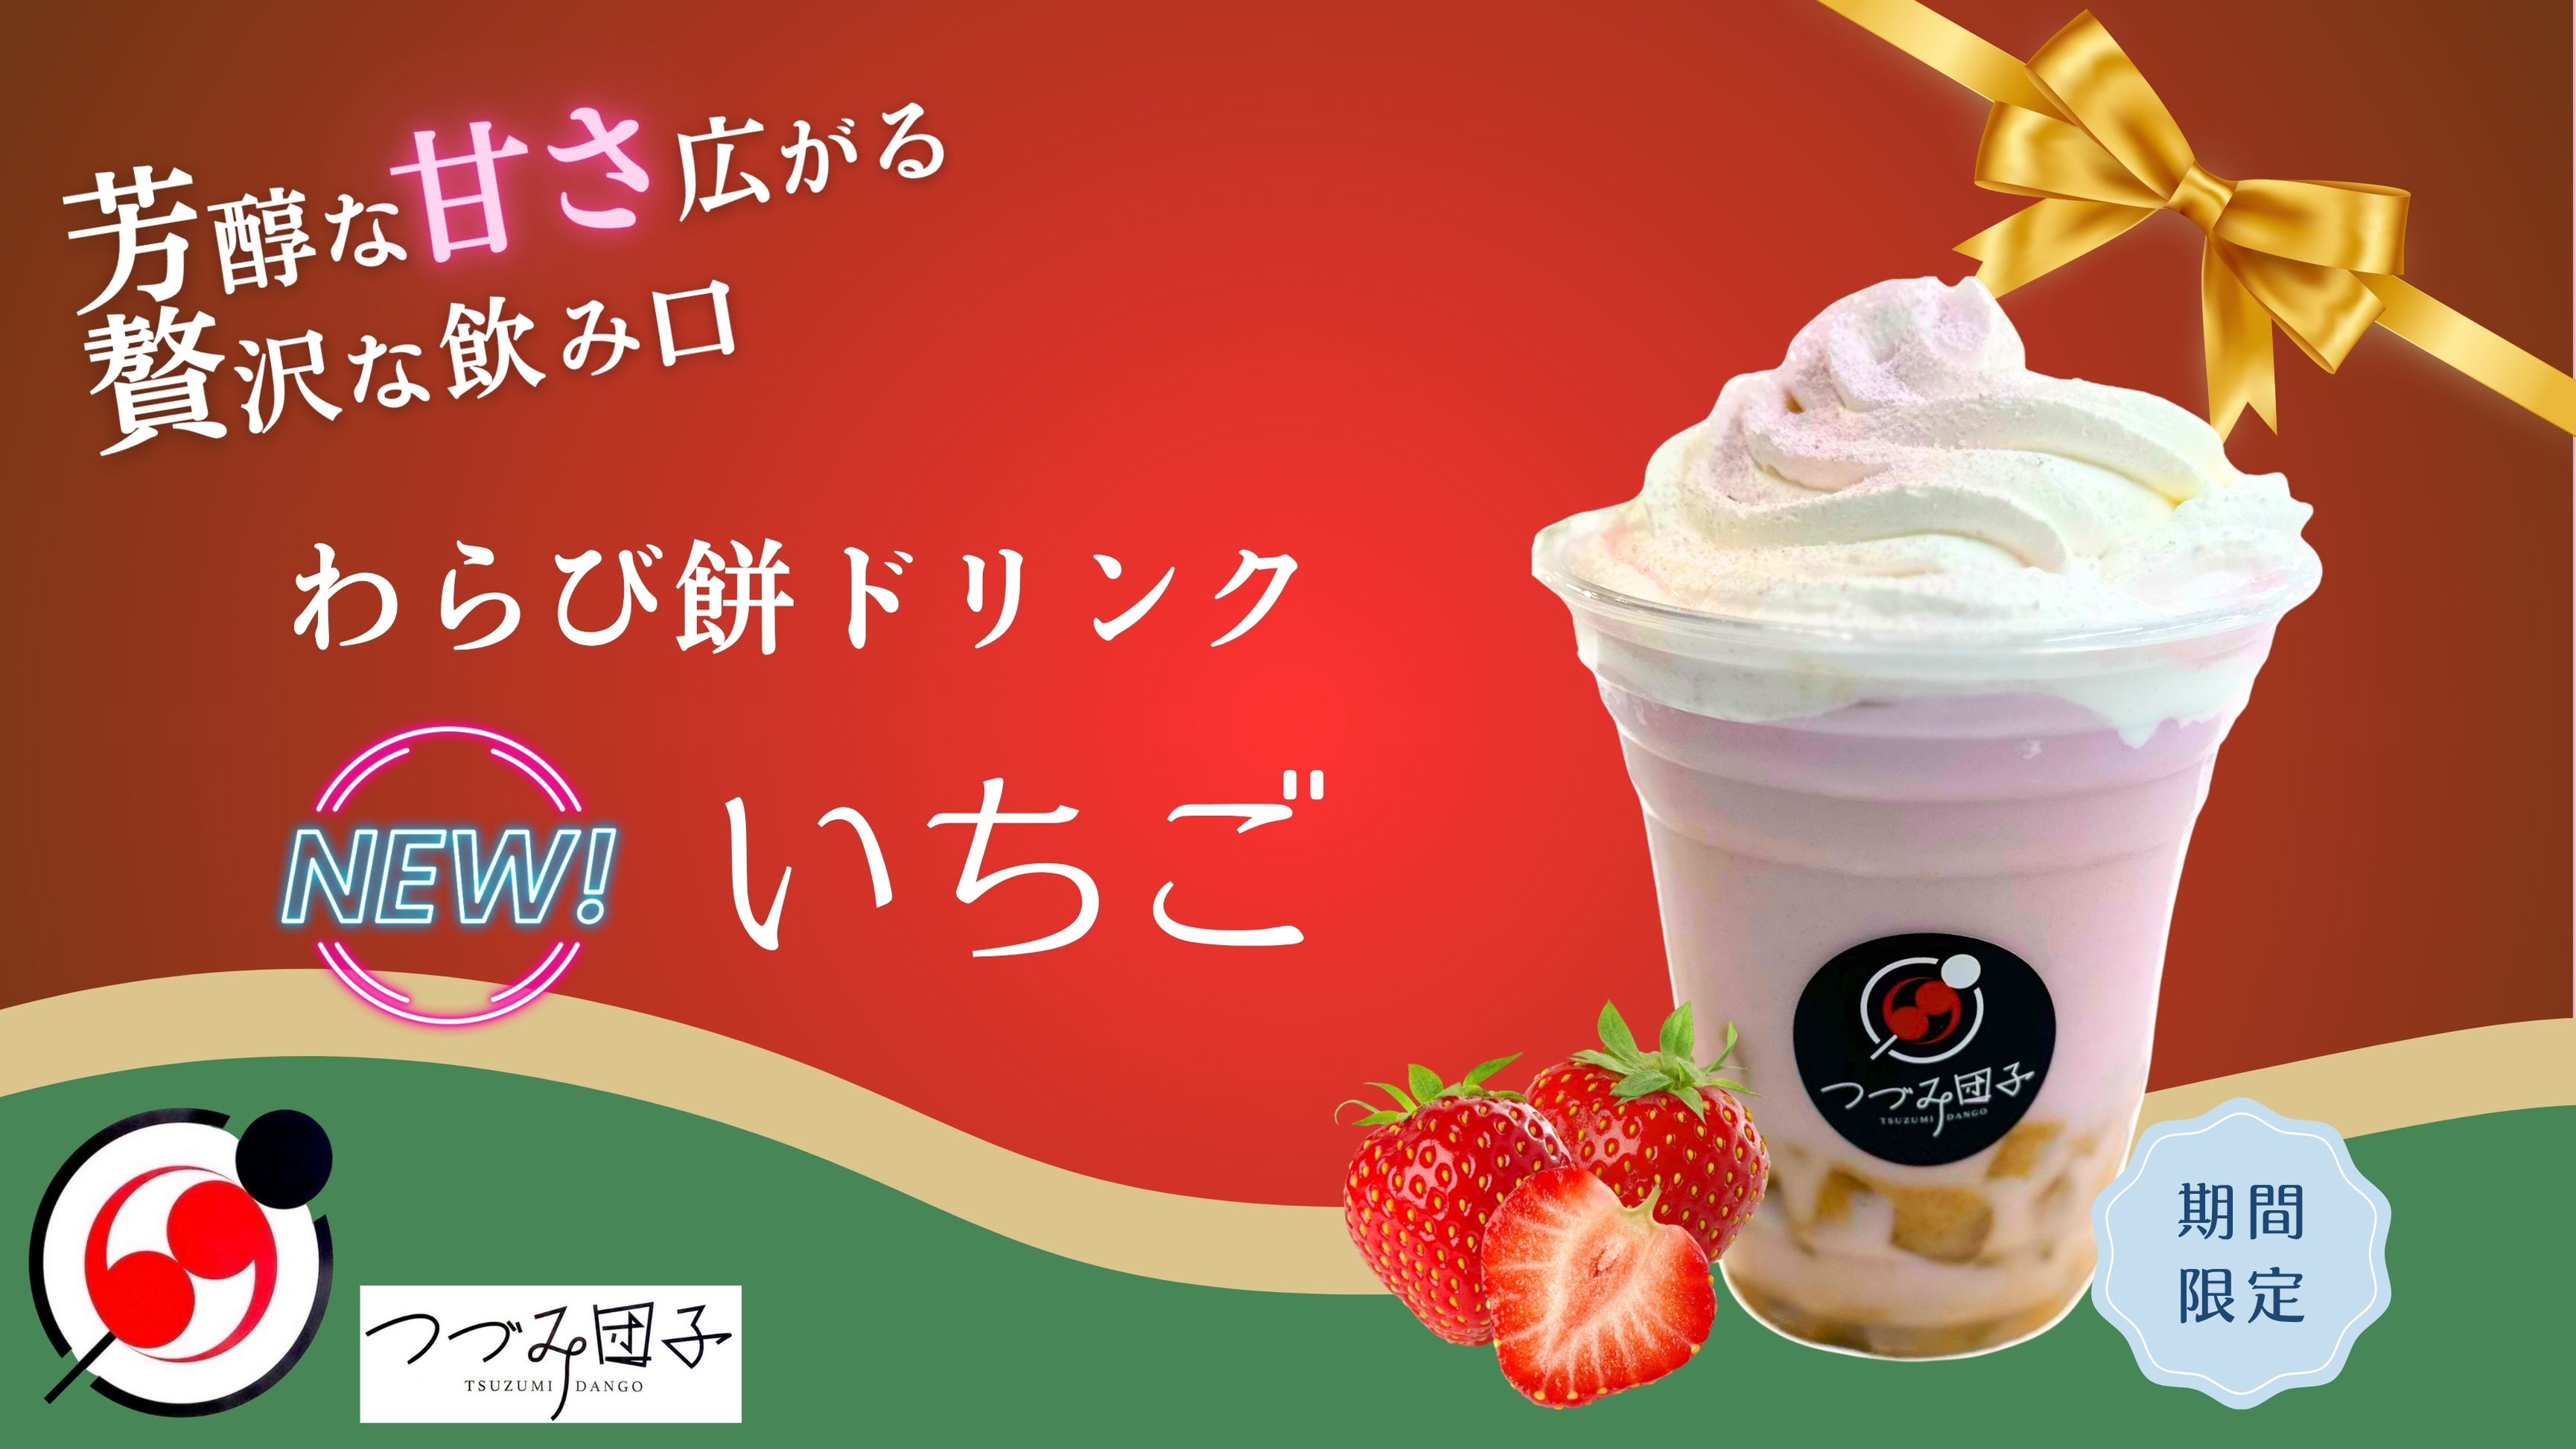 芳醇な甘さ広がる
贅沢な飲み口
わらび餅ドリンク
NEW!
いちご
つづみ団子
TSUZUMI DANGO
期間
限定
つづみ団子
TSUZUMI DANGO